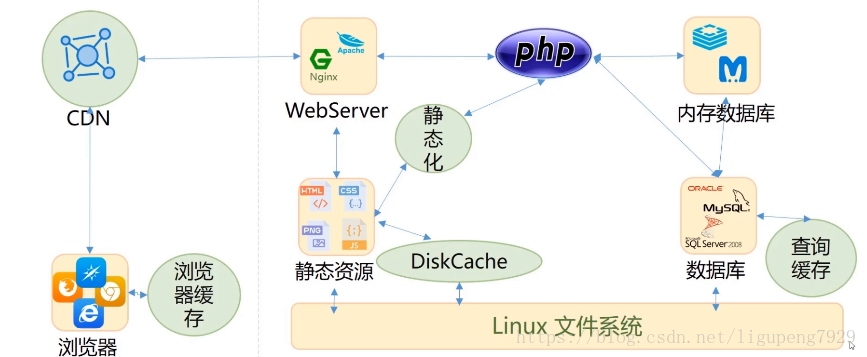 CDN
浏览器
浏览
器缓
存
Nginx
Apache
WebServer
php
内存数据库
静
态
化
HTML
CSS
PNG
JS
静态资源
DiskCache
ORACLE
MySQL
Microsoft
SQL Server 2008
数据库
查询
缓存
Linux 文件系统
https://blog.csdn.net/ligupeng7929